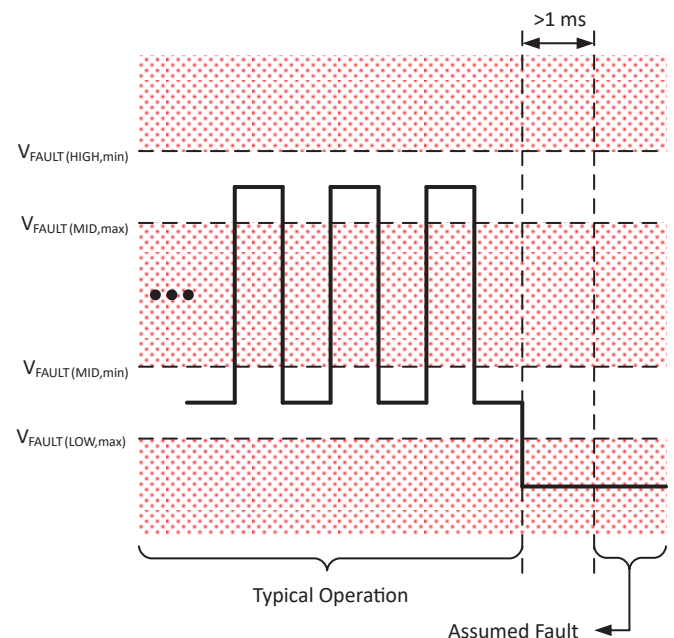 >1 ms
VFAULT(HIGH,min)
VFAULT(MID,max)
VFAULT(MID,min)
VFAULT(LOW,max)
Typical Operation
Assumed Fault